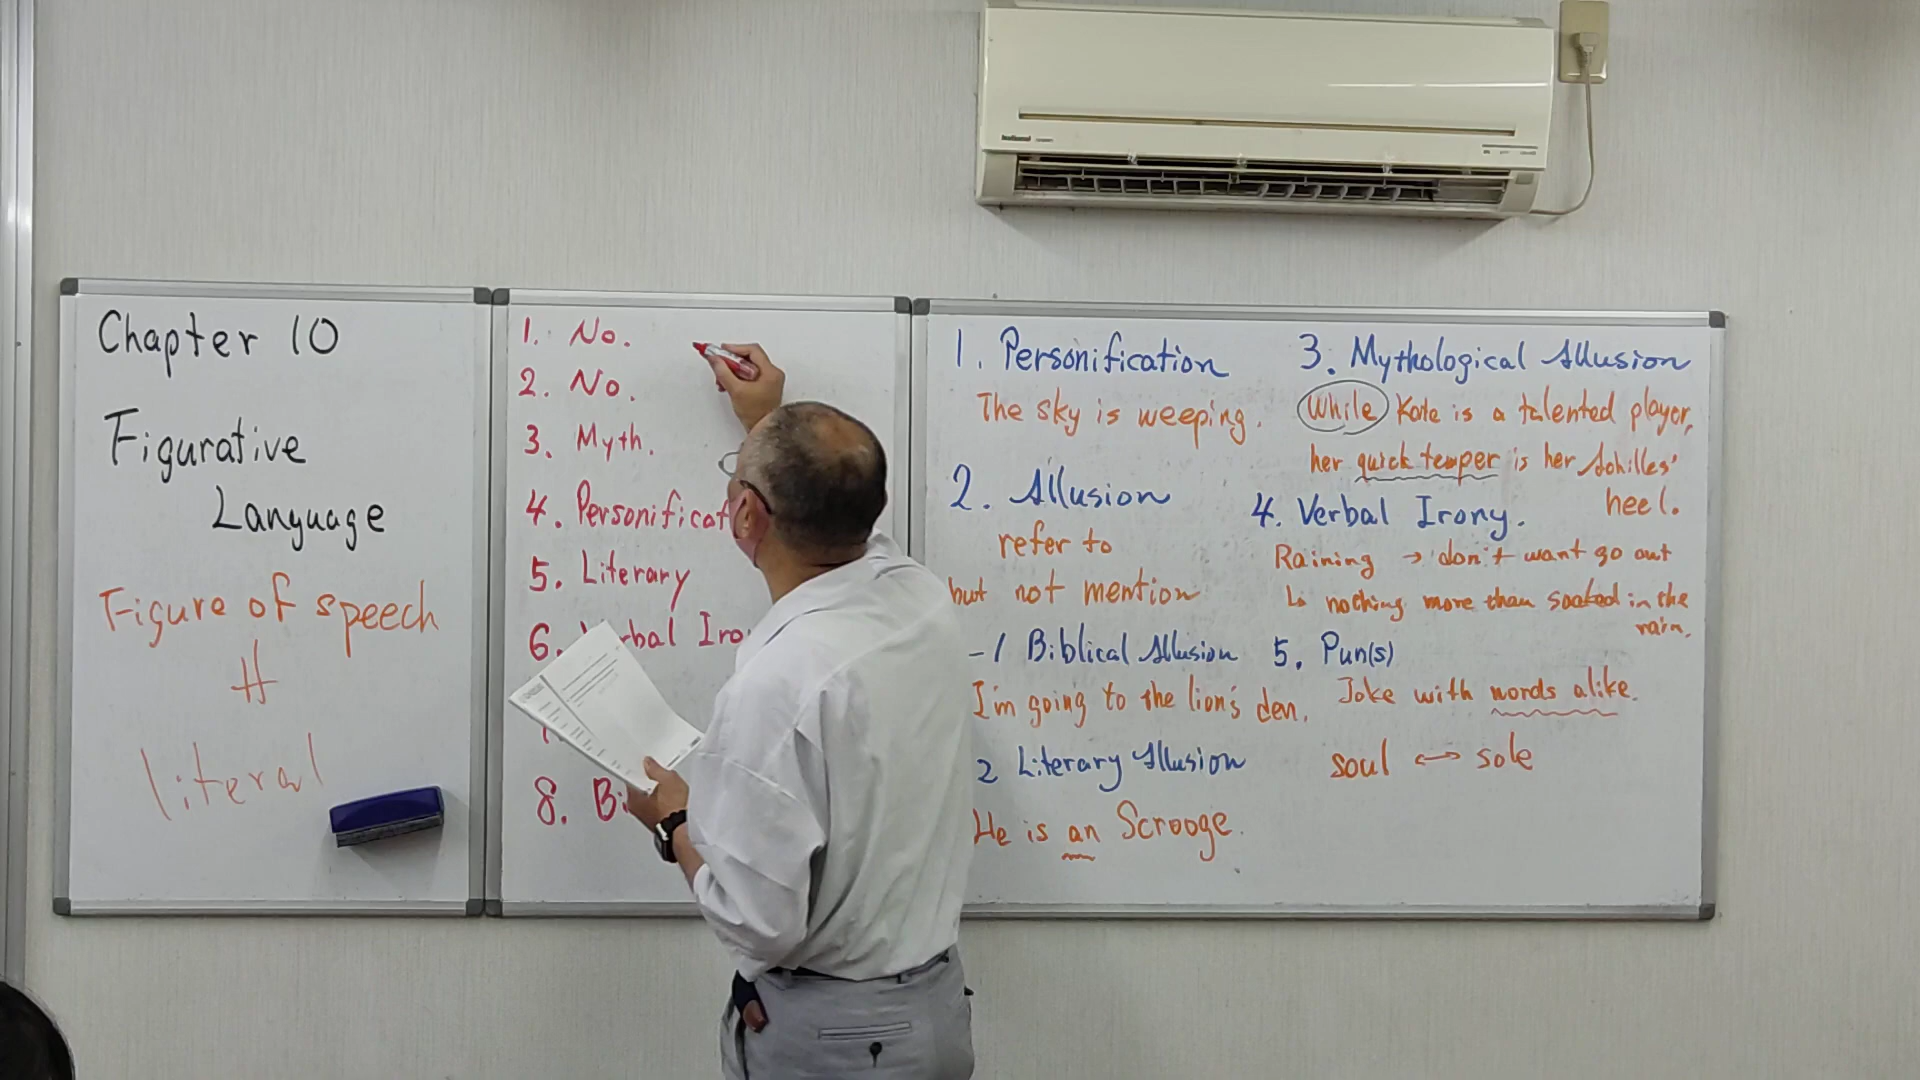 Chapter 10
Figurative
Language
Figure of speech
literal
1. No.
2. No.
3. Myth.
4. Personificat
5. Literary
6. Verbal Iro
8. Bi
1. Personification
The sky is weeping.
2. Allusion
refer to
but not mention
-1 Biblical Allusion
I'm going to the lion's den.
2 Literary Allusion
He is an Scrooge.
3. Mythological Allusion
While Kate is a talented player,
her quick temper is her Achilles'
heel.
4. Verbal Irony.
Raining → don't want go out
↳ nothing more than soaked in the
rain.
5. Pun(s)
Joke with words alike.
soul ↔ sole
National